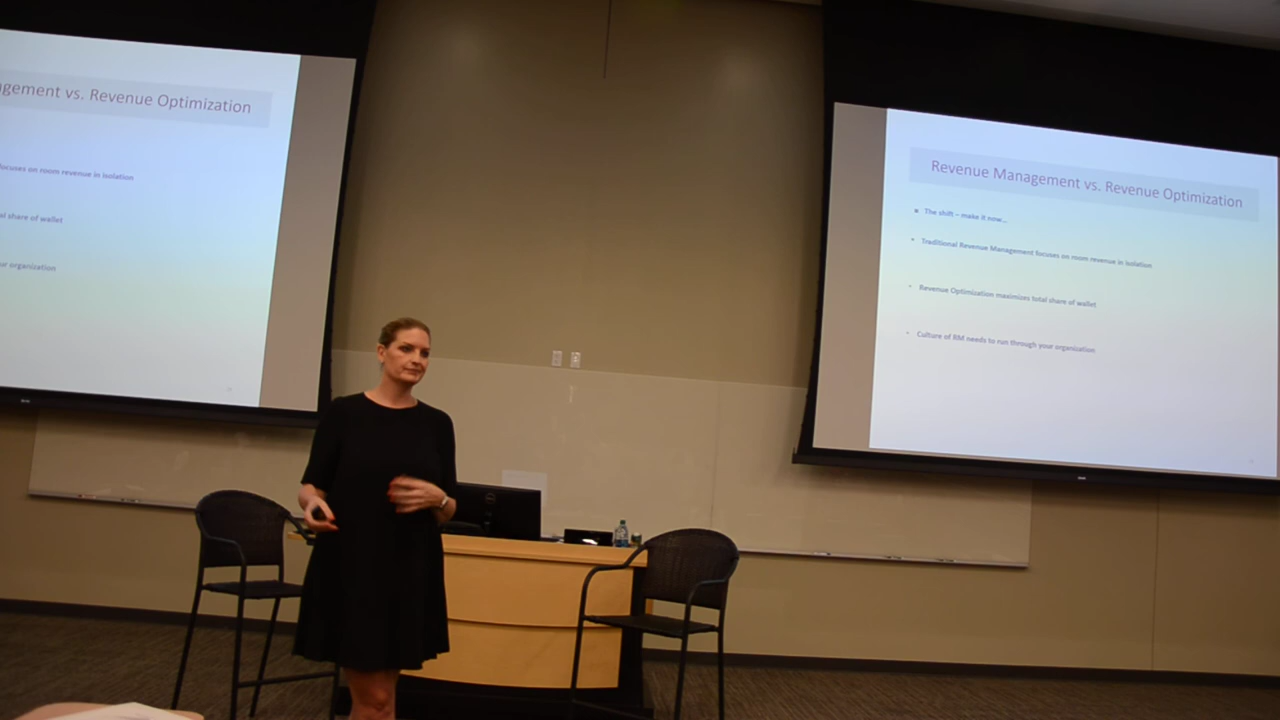 gement vs. Revenue Optimization
focuses on room revenue in isolation
al share of wallet
ur organization
Revenue Management vs. Revenue Optimization
The shift – make it now...
Traditional Revenue Management focuses on room revenue in isolation
Revenue Optimization maximizes total share of wallet
Culture of RM needs to run through your organization